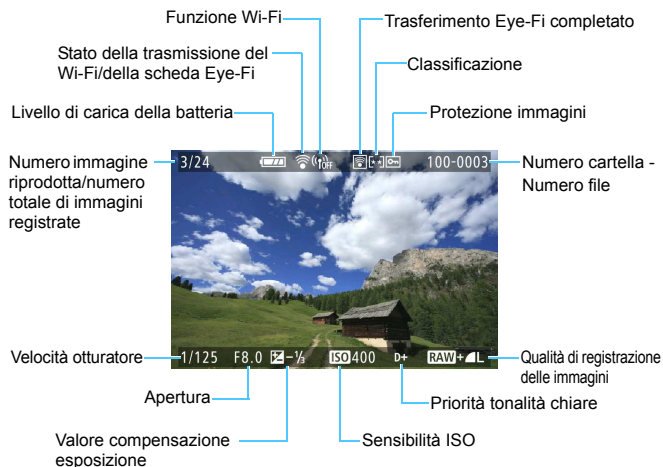 Funzione Wi-Fi
Trasferimento Eye-Fi completato
Stato della trasmissione del
Wi-Fi/della scheda Eye-Fi
Classificazione
Livello di carica della batteria
Protezione immagini
Numero immagine
riprodotta/numero
totale di immagini
registrate
3/24
OFF
100-0003
Numero cartella -
Numero file
Velocità otturatore
1/125 F8.0 -⅓ ISO 400 D+ RAW+L
Qualità di registrazione
delle immagini
Apertura
Priorità tonalità chiare
Valore compensazione
esposizione
Sensibilità ISO